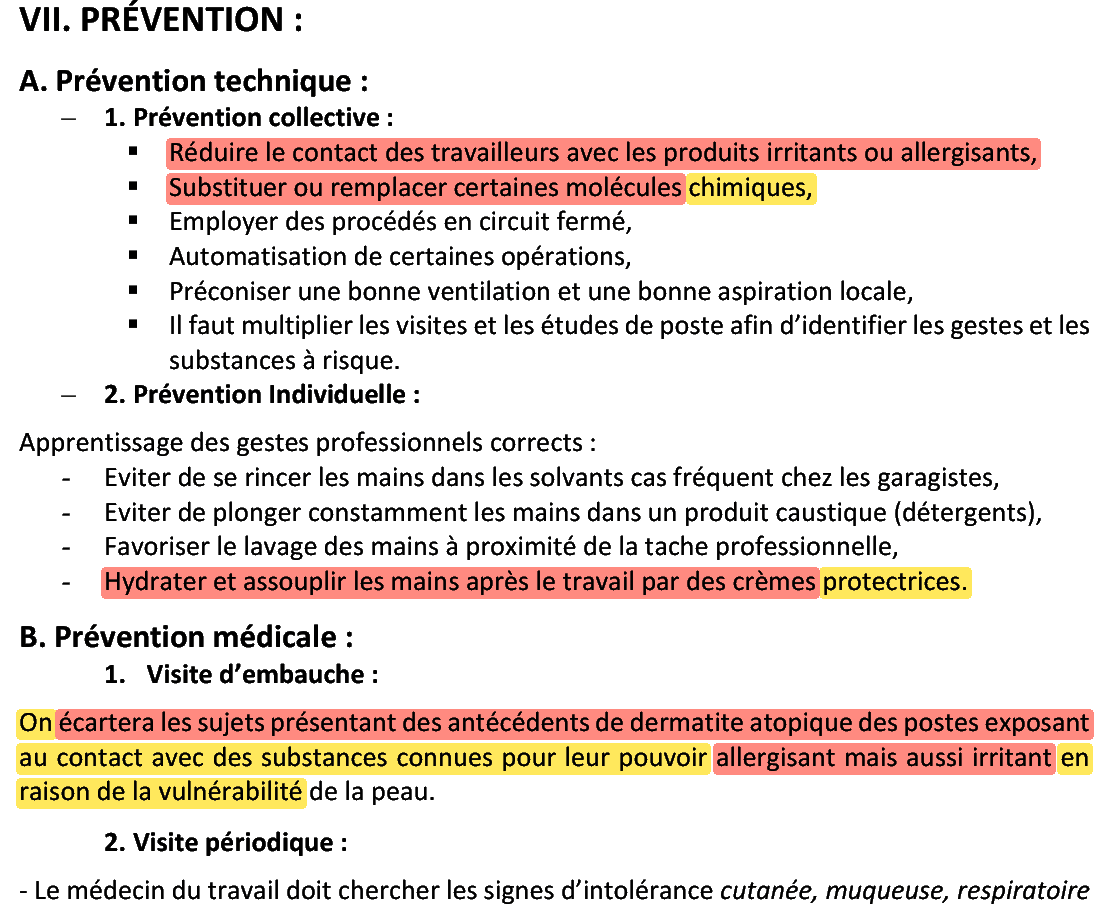 VII. PRÉVENTION :
A. Prévention technique :
– 1. Prévention collective :
▪ Réduire le contact des travailleurs avec les produits irritants ou allergisants,
▪ Substituer ou remplacer certaines molécules chimiques,
▪ Employer des procédés en circuit fermé,
▪ Automatisation de certaines opérations,
▪ Préconiser une bonne ventilation et une bonne aspiration locale,
▪ Il faut multiplier les visites et les études de poste afin d’identifier les gestes et les
substances à risque.
– 2. Prévention Individuelle :
Apprentissage des gestes professionnels corrects :
- Eviter de se rincer les mains dans les solvants cas fréquent chez les garagistes,
- Eviter de plonger constamment les mains dans un produit caustique (détergents),
- Favoriser le lavage des mains à proximité de la tache professionnelle,
- Hydrater et assouplir les mains après le travail par des crèmes protectrices.
B. Prévention médicale :
1. Visite d’embauche :
On écartera les sujets présentant des antécédents de dermatite atopique des postes exposant
au contact avec des substances connues pour leur pouvoir allergisant mais aussi irritant en
raison de la vulnérabilité de la peau.
2. Visite périodique :
- Le médecin du travail doit chercher les signes d’intolérance cutanée, muqueuse, respiratoire